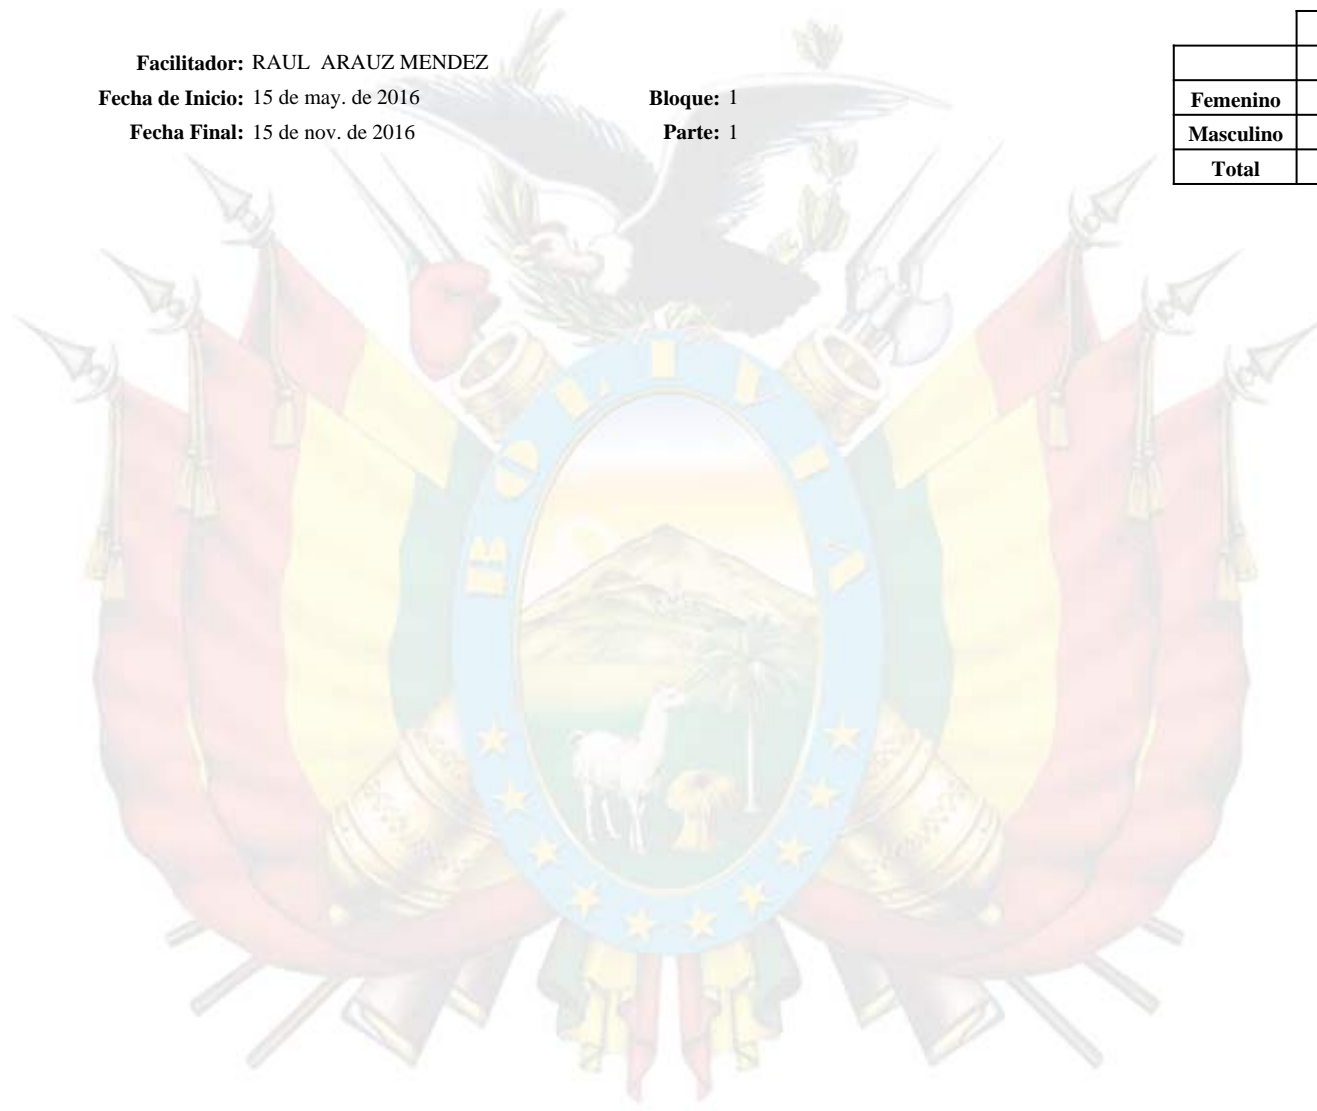 Facilitador: RAUL ARAUZ MENDEZ
Fecha de Inicio: 15 de may. de 2016 Bloque: 1
Fecha Final: 15 de nov. de 2016 Parte: 1
Femenino
Masculino
Total
BOLIVIA